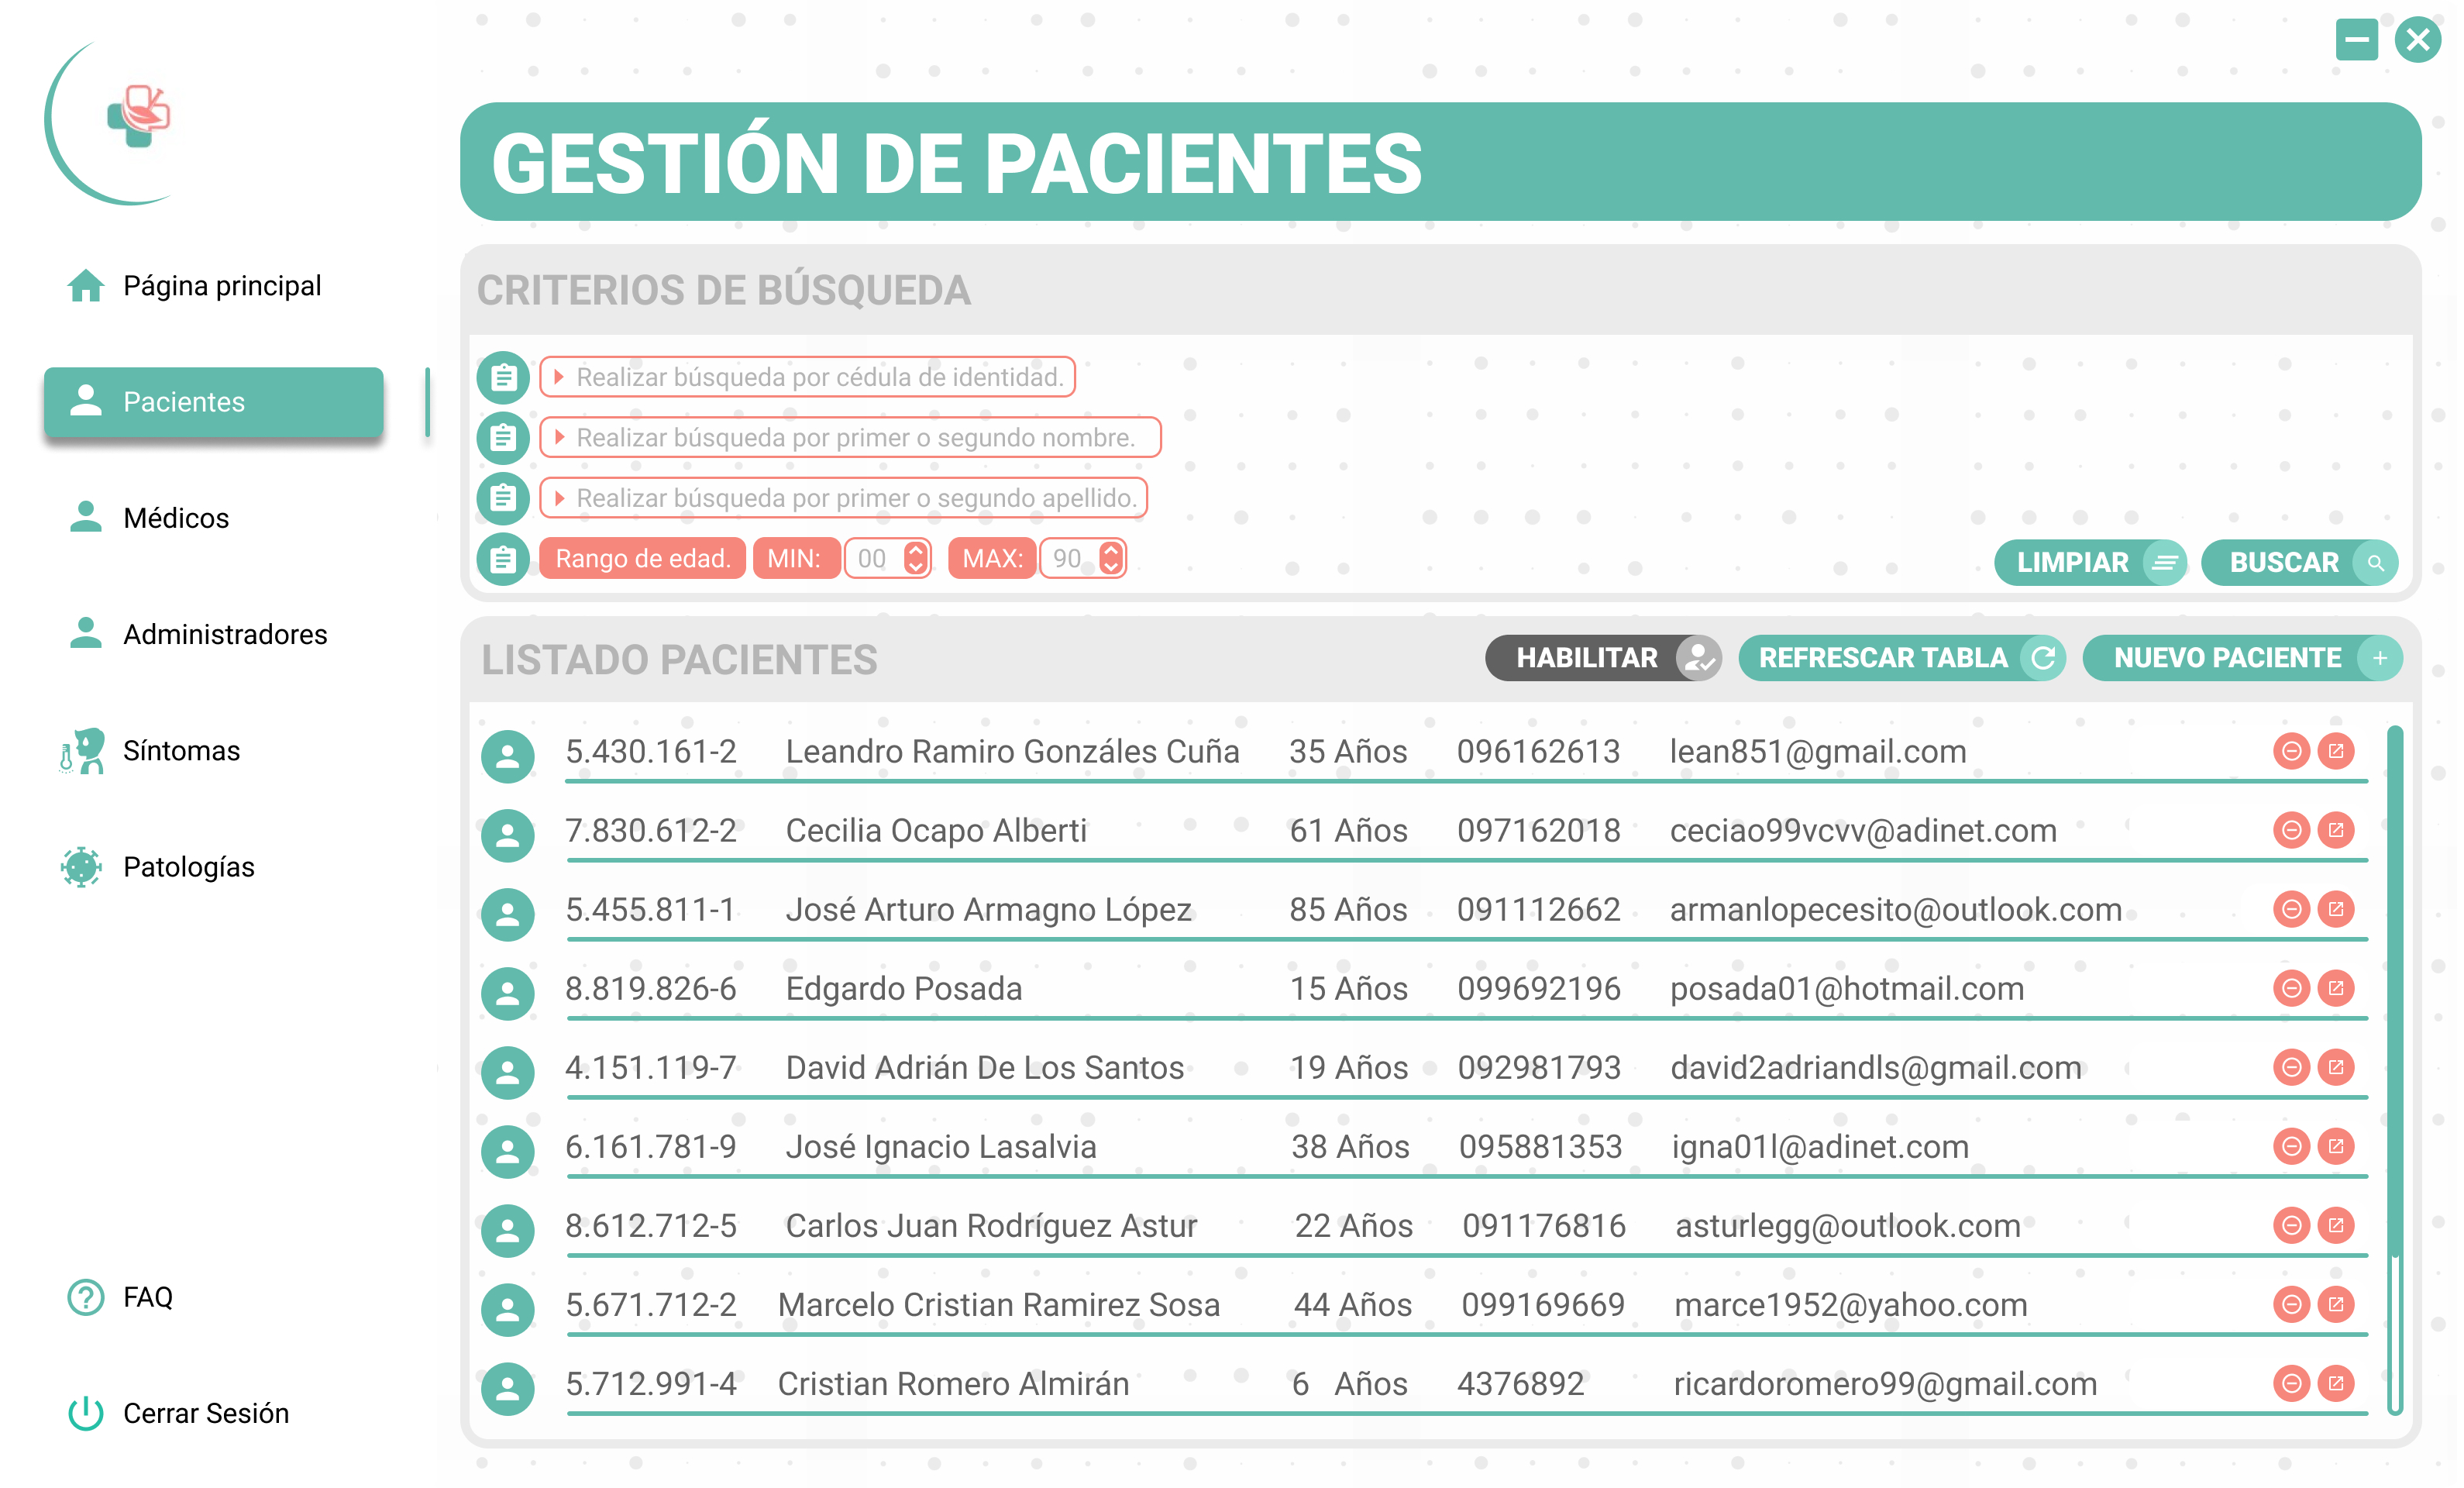 GESTIÓN DE PACIENTES
Página principal
Pacientes
Médicos
Administradores
Síntomas
Patologías
FAQ
Cerrar Sesión
CRITERIOS DE BÚSQUEDA
Realizar búsqueda por cédula de identidad.
Realizar búsqueda por primer o segundo nombre.
Realizar búsqueda por primer o segundo apellido.
Rango de edad. MIN: 00 MAX: 90 LIMPIAR BUSCAR
LISTADO PACIENTES HABILITAR REFRESCAR TABLA NUEVO PACIENTE +
5.430.161-2 Leandro Ramiro Gonzáles Cuña 35 Años 096162613 lean851@gmail.com
7.830.612-2 Cecilia Ocapo Alberti 61 Años 097162018 ceciao99vcvv@adinet.com
5.455.811-1 José Arturo Armagno López 85 Años 091112662 armanlopecesito@outlook.com
8.819.826-6 Edgardo Posada 15 Años 099692196 posada01@hotmail.com
4.151.119-7 David Adrián De Los Santos 19 Años 092981793 david2adriandls@gmail.com
6.161.781-9 José Ignacio Lasalvia 38 Años 095881353 igna01l@adinet.com
8.612.712-5 Carlos Juan Rodríguez Astur 22 Años 091176816 asturlegg@outlook.com
5.671.712-2 Marcelo Cristian Ramirez Sosa 44 Años 099169669 marce1952@yahoo.com
5.712.991-4 Cristian Romero Almirán 6 Años 4376892 ricardoromero99@gmail.com